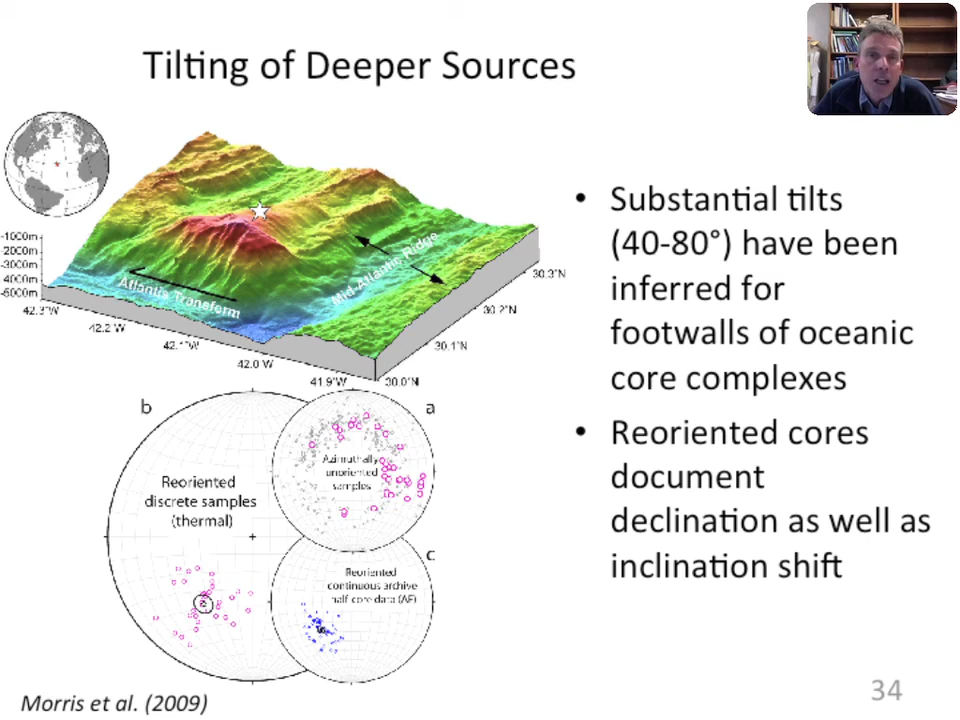 Tilting of Deeper Sources
-1000m
-2000m
-3000m
-4000m
-5000m
42.3°W
42.2 °W
42.1°W
42.0 W
41.9°W
30.0°N
30.1°N
30.2°N
30.3°N
Atlantis Transform
Mid-Atlantic Ridge
b
Reoriented
discrete samples
(thermal)
a
Azimuthally
unoriented
samples
c
Reoriented
continuous archive
half core data (AF)
Morris et al. (2009)
• Substantial tilts
(40-80°) have been
inferred for
footwalls of oceanic
core complexes
• Reoriented cores
document
declination as well as
inclination shift
34